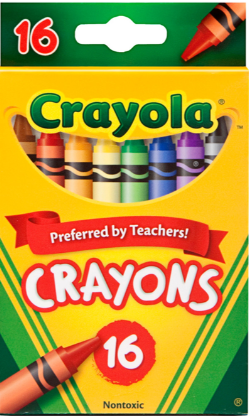 16
Crayola®
Preferred by Teachers!
CRAYONS
16
Nontoxic